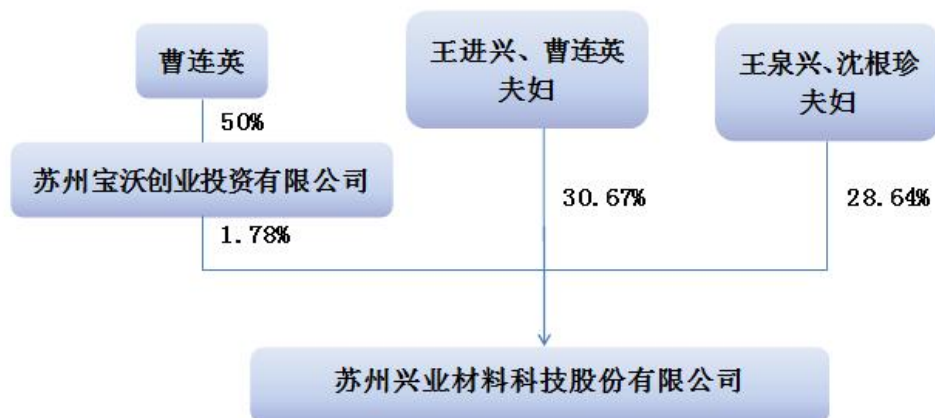 曹连英
王进兴、曹连英
夫妇
王泉兴、沈根珍
夫妇
50%
苏州宝沃创业投资有限公司
30.67%
28.64%
1.78%
苏州兴业材料科技股份有限公司